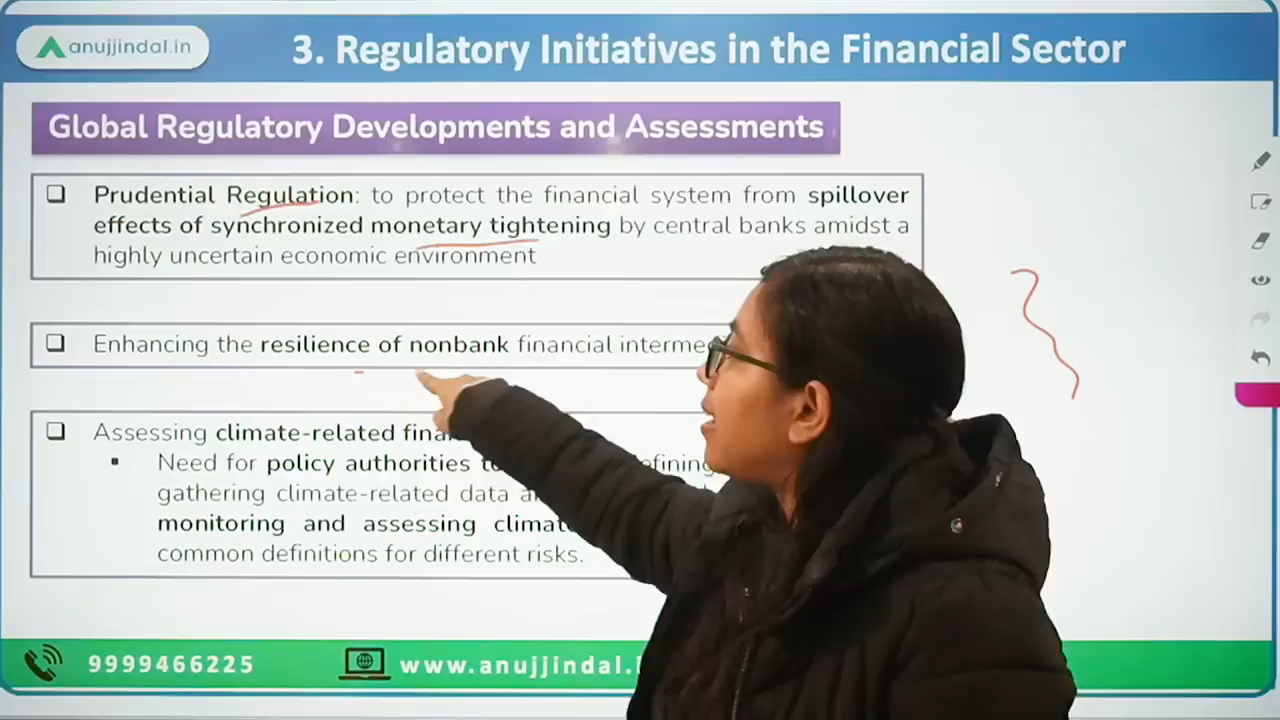 anujjindal.in
3. Regulatory Initiatives in the Financial Sector
Global Regulatory Developments and Assessments
Prudential Regulation: to protect the financial system from spillover
effects of synchronized monetary tightening by central banks amidst a
highly uncertain economic environment
Enhancing the resilience of nonbank financial
Assessing climate-related
Need for policy authorities
gathering climate-related data
monitoring and assessing
common definitions for different risks.
9999466225
www.anujjindal.